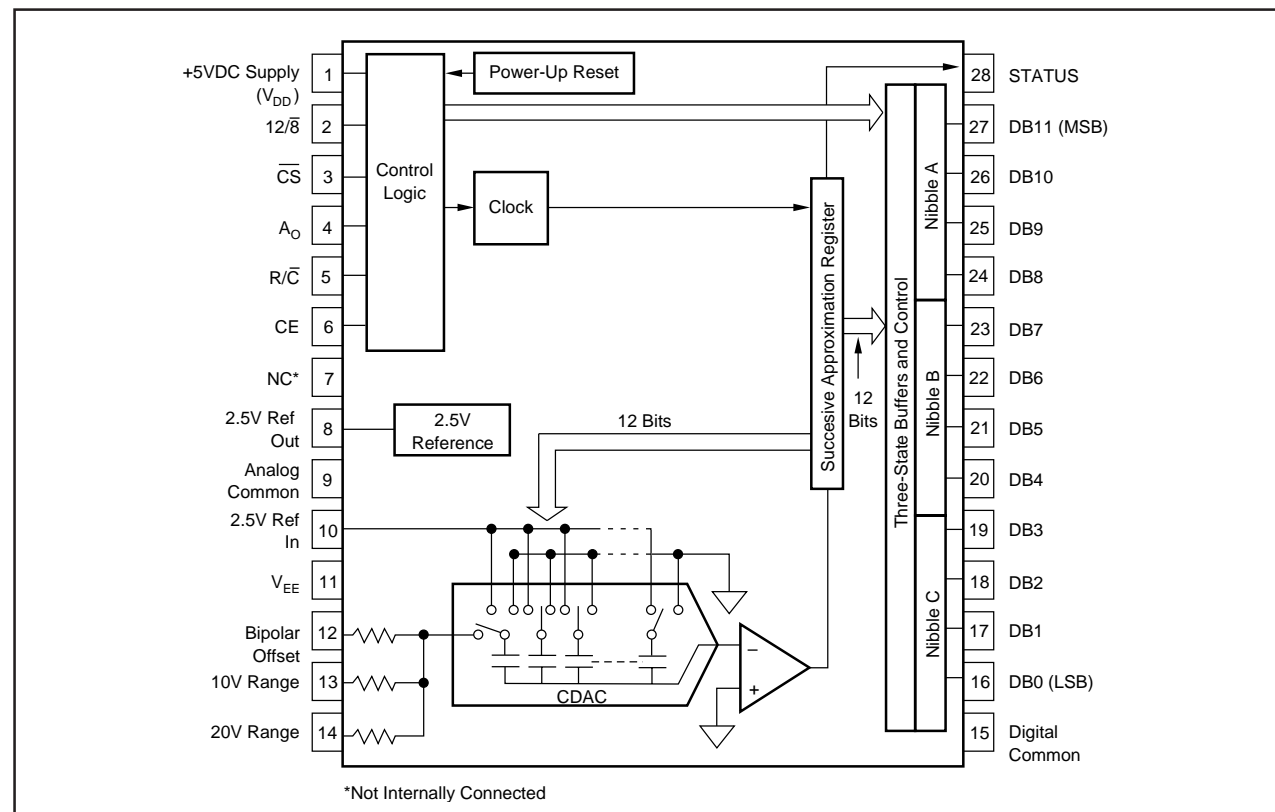 +5VDC Supply
(V_DD)
1
12/8̅
2
C̅S̅
3
A_O
4
R/C̅
5
CE
6
NC*
7
2.5V Ref
Out
8
Analog
Common
9
2.5V Ref
In
10
V_EE
11
Bipolar
Offset
12
10V Range
13
20V Range
14
Control
Logic
Power-Up Reset
Clock
2.5V
Reference
12 Bits
CDAC
–
+
Succesive Approximation Register
12
Bits
Three-State Buffers and Control
Nibble A
Nibble B
Nibble C
28 STATUS
27 DB11 (MSB)
26 DB10
25 DB9
24 DB8
23 DB7
22 DB6
21 DB5
20 DB4
19 DB3
18 DB2
17 DB1
16 DB0 (LSB)
15 Digital
Common
*Not Internally Connected